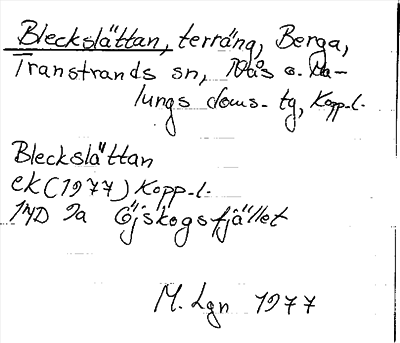 Bleckslättan, terräng, Berga,
Transtrands sn, Nås o. Ma-
lungs doms. tg, Kopp.l.
Bleckslättan
ek (1977) Kopp.l.
14D 2a Öjskogsfjället
M. Lgn 1977